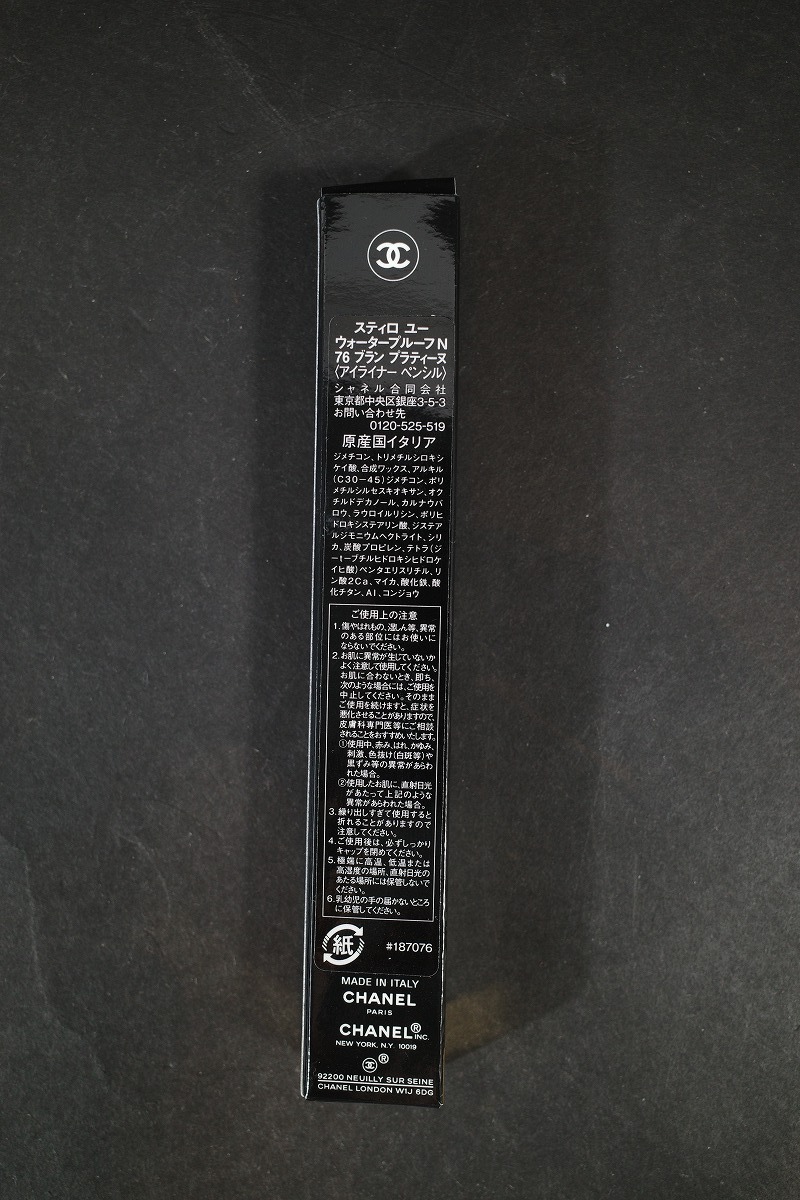 スティロ ユー
ウォータープルーフN
76 ブラン プラティーヌ
〈アイライナー ペンシル〉
シャネル合同会社
東京都中央区銀座3-5-3
お問い合わせ先
0120-525-519
原産国イタリア
ジメチコン、トリメチルシロキシ
ケイ酸、合成ワックス、アルキル
(C30-45)ジメチコン、ポリ
メチルシルセスキオキサン、オク
チルドデカノール、カルナウバ
ロウ、ラウロイルリシン、ポリヒ
ドロキシステアリン酸、ジステア
ルジモニウムヘクトライト、シリ
カ、炭酸プロピレン、テトラ(ジ
-t-ブチルヒドロキシヒドロケ
イヒ酸)ペンタエリスリチル、リ
ン酸2Ca、マイカ、酸化鉄、酸
化チタン、Al、コンジョウ
ご使用上の注意
1. 傷やはれもの、湿しん等、異常
のある部位にはお使いに
ならないでください。
2. お肌に異常が生じていないか
よく注意して使用してください。
お肌に合わないとき、即ち、
次のような場合には、ご使用を
中止してください。そのまま
ご使用を続けますと、症状を
悪化させることがありますので、
皮膚科専門医等にご相談
されることをおすすめいたします。
①使用中、赤み、はれ、かゆみ、
刺激、色抜け(白斑等)や
黒ずみ等の異常があらわ
れた場合。
②使用したお肌に、直射日光
があたって上記のような
異常があらわれた場合。
3. 繰り出しすぎて使用すると
折れることがありますので
注意してください。
4. ご使用後は、必ずしっかり
キャップを閉めてください。
5. 極端に高温、低温または
高湿度の場所、直射日光の
あたる場所には保管しないで
ください。
6. 乳幼児の手の届かないところ
に保管してください。
紙 #187076
MADE IN ITALY
CHANEL
PARIS
CHANEL® INC.
NEW YORK, N.Y. 10019
®
92200 NEUILLY SUR SEINE
CHANEL LONDON W1J 6DG